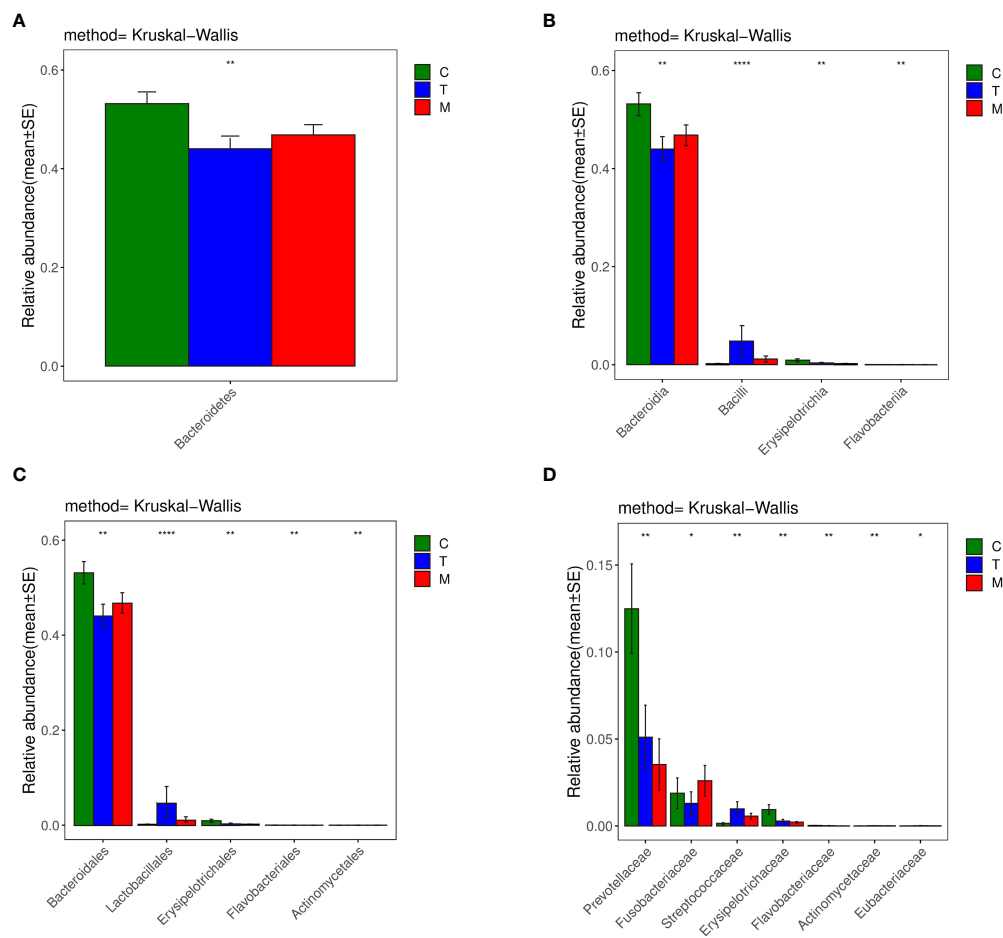 A
method= Kruskal−Wallis
Relative abundance(mean±SE)
0.6
0.4
0.2
0.0
**
Bacteroidetes
C
T
M
B
method= Kruskal−Wallis
Relative abundance(mean±SE)
0.6
0.4
0.2
0.0
** **** ** **
Bacteroidia
Bacilli
Erysipelotrichia
Flavobacteriia
C
T
M
C
method= Kruskal−Wallis
Relative abundance(mean±SE)
0.6
0.4
0.2
0.0
** **** ** ** **
Bacteroidales
Lactobacillales
Erysipelotrichales
Flavobacteriales
Actinomycetales
C
T
M
D
method= Kruskal−Wallis
Relative abundance(mean±SE)
0.15
0.10
0.05
0.00
** * ** ** ** ** *
Prevotellaceae
Fusobacteriaceae
Streptococcaceae
Erysipelotrichaceae
Flavobacteriaceae
Actinomycetaceae
Eubacteriaceae
C
T
M